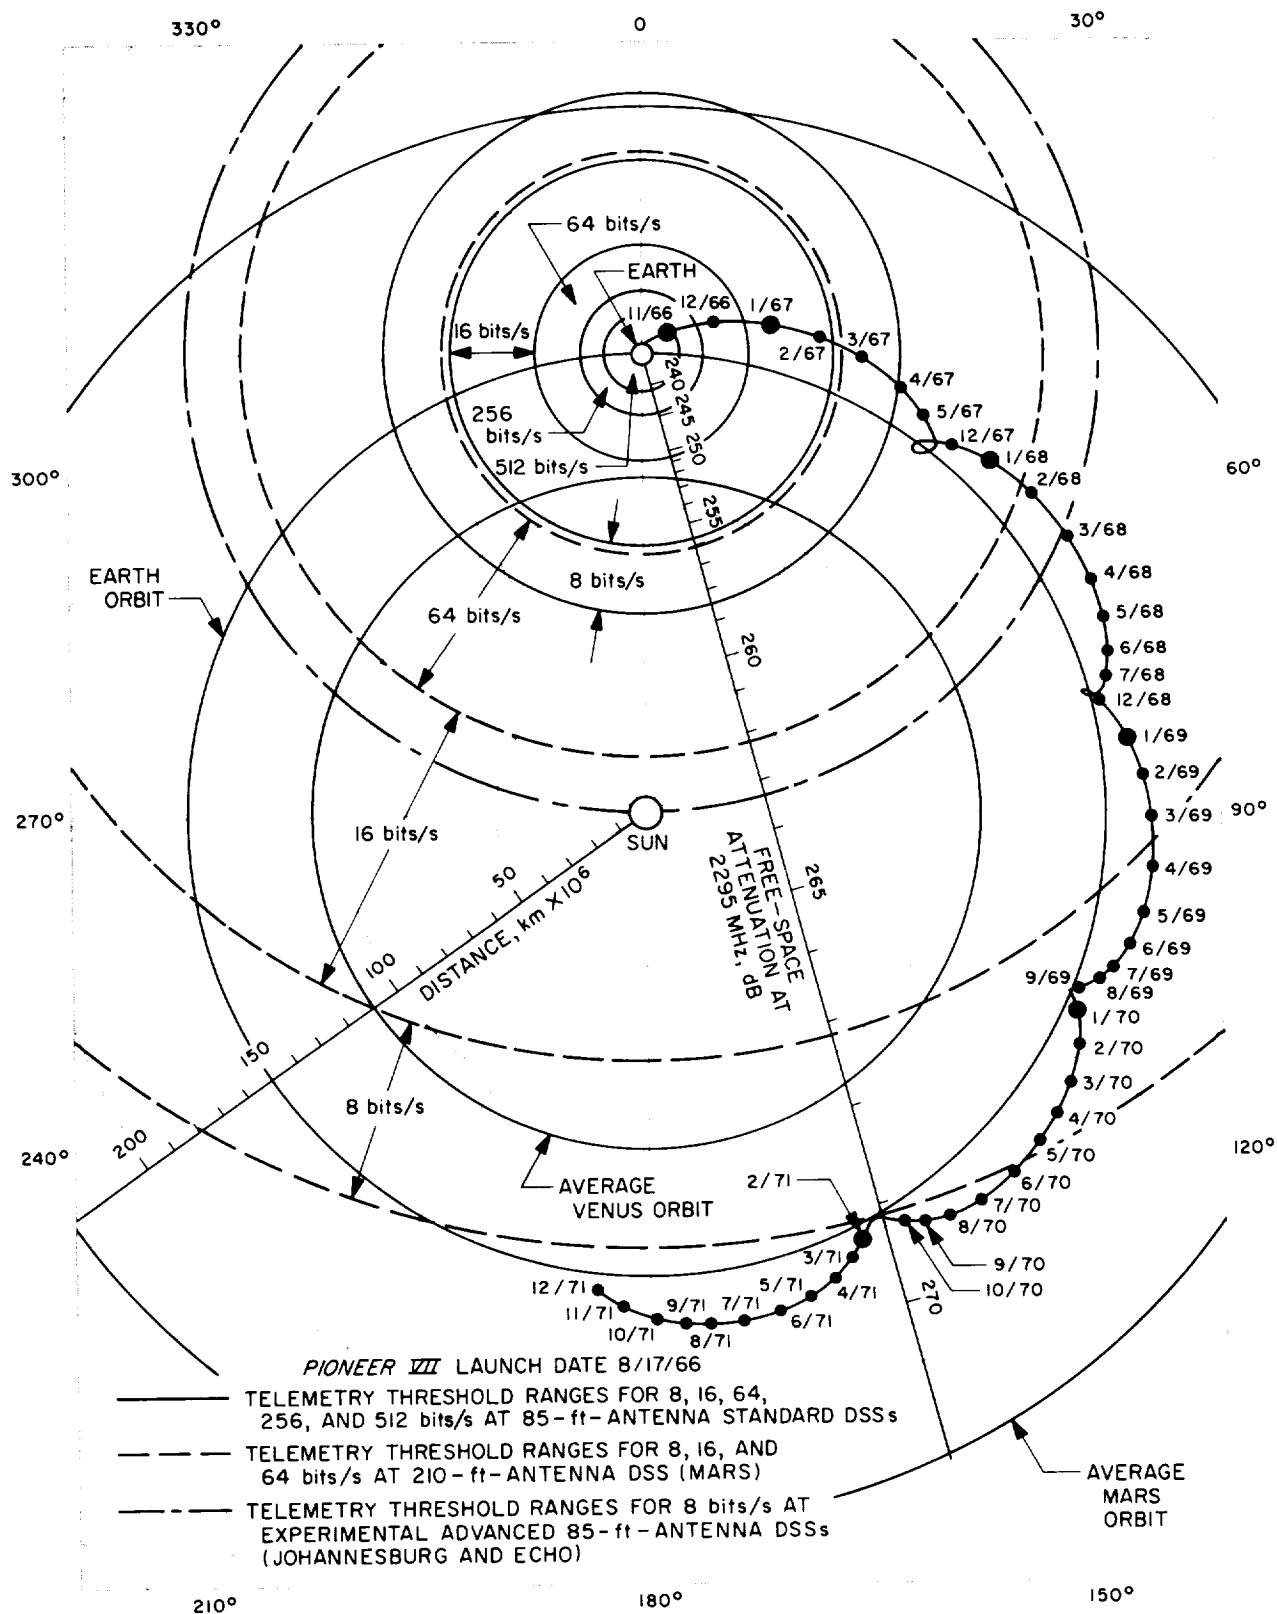 330°
0
30°
64 bits/s
EARTH
11/66
12/66
1/67
2/67
3/67
4/67
5/67
12/67
1/68
2/68
3/68
4/68
5/68
6/68
7/68
12/68
1/69
2/69
3/69
4/69
5/69
6/69
7/69
8/69
9/69
1/70
2/70
3/70
4/70
5/70
6/70
7/70
8/70
9/70
10/70
2/71
3/71
4/71
5/71
6/71
7/71
8/71
9/71
10/71
11/71
12/71
16 bits/s
256
bits/s
512 bits/s
240
245
250
255
260
265
270
300°
60°
EARTH
ORBIT
8 bits/s
64 bits/s
270°
90°
16 bits/s
SUN
50
100
150
200
DISTANCE, km X 10⁶
FREE-SPACE
ATTENUATION AT
2295 MHz, dB
8 bits/s
240°
120°
AVERAGE
VENUS ORBIT
PIONEER VII LAUNCH DATE 8/17/66
TELEMETRY THRESHOLD RANGES FOR 8, 16, 64,
256, AND 512 bits/s AT 85-ft-ANTENNA STANDARD DSSs
TELEMETRY THRESHOLD RANGES FOR 8, 16, AND
64 bits/s AT 210-ft-ANTENNA DSS (MARS)
TELEMETRY THRESHOLD RANGES FOR 8 bits/s AT
EXPERIMENTAL ADVANCED 85-ft-ANTENNA DSSs
(JOHANNESBURG AND ECHO)
AVERAGE
MARS
ORBIT
210°
180°
150°